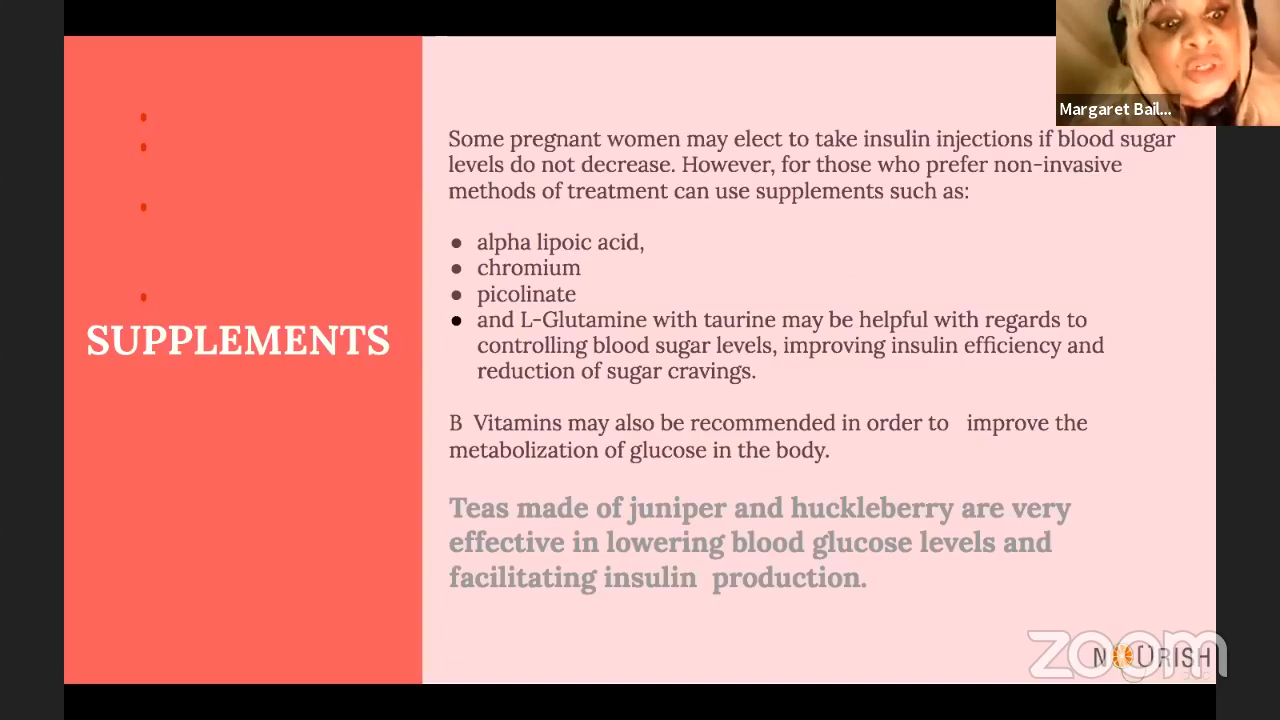 Margaret Bail...
Some pregnant women may elect to take insulin injections if blood sugar
levels do not decrease. However, for those who prefer non-invasive
methods of treatment can use supplements such as:
● alpha lipoic acid,
● chromium
● picolinate
● and L-Glutamine with taurine may be helpful with regards to
controlling blood sugar levels, improving insulin efficiency and
reduction of sugar cravings.
SUPPLEMENTS
B Vitamins may also be recommended in order to improve the
metabolization of glucose in the body.
Teas made of juniper and huckleberry are very
effective in lowering blood glucose levels and
facilitating insulin production.
zoom
NOURISH